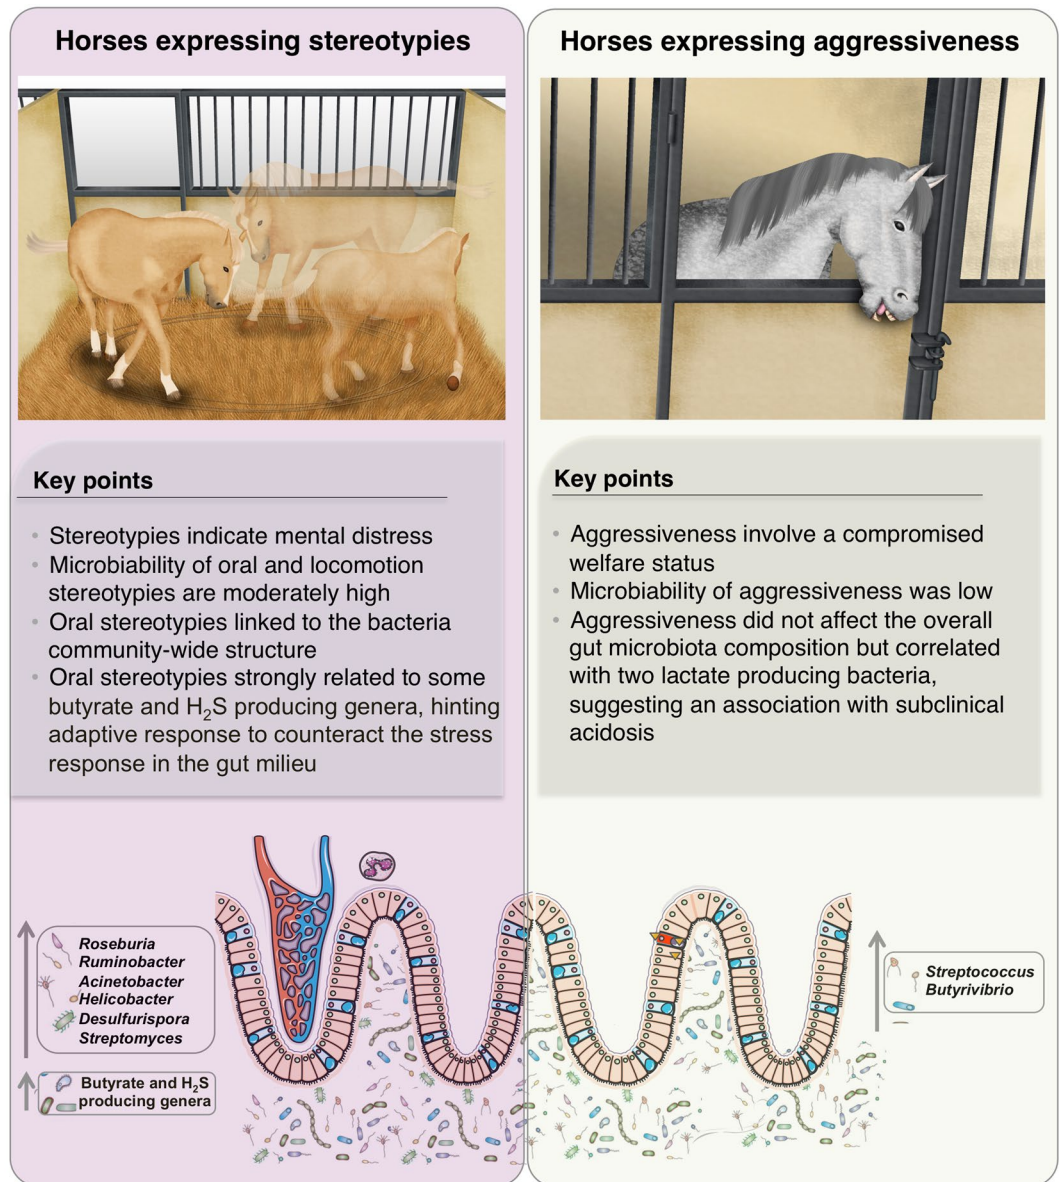 Horses expressing stereotypies
Key points
Stereotypies indicate mental distress
Microbiability of oral and locomotion
stereotypies are moderately high
Oral stereotypies linked to the bacteria
community-wide structure
Oral stereotypies strongly related to some
butyrate and H₂S producing genera, hinting
adaptive response to counteract the stress
response in the gut milieu
Roseburia
Ruminobacter
Acinetobacter
Helicobacter
Desulfurispora
Streptomyces
Butyrate and H₂S
producing genera
Horses expressing aggressiveness
Key points
Aggressiveness involve a compromised
welfare status
Microbiability of aggressiveness was low
Aggressiveness did not affect the overall
gut microbiota composition but correlated
with two lactate producing bacteria,
suggesting an association with subclinical
acidosis
Streptococcus
Butyrivibrio